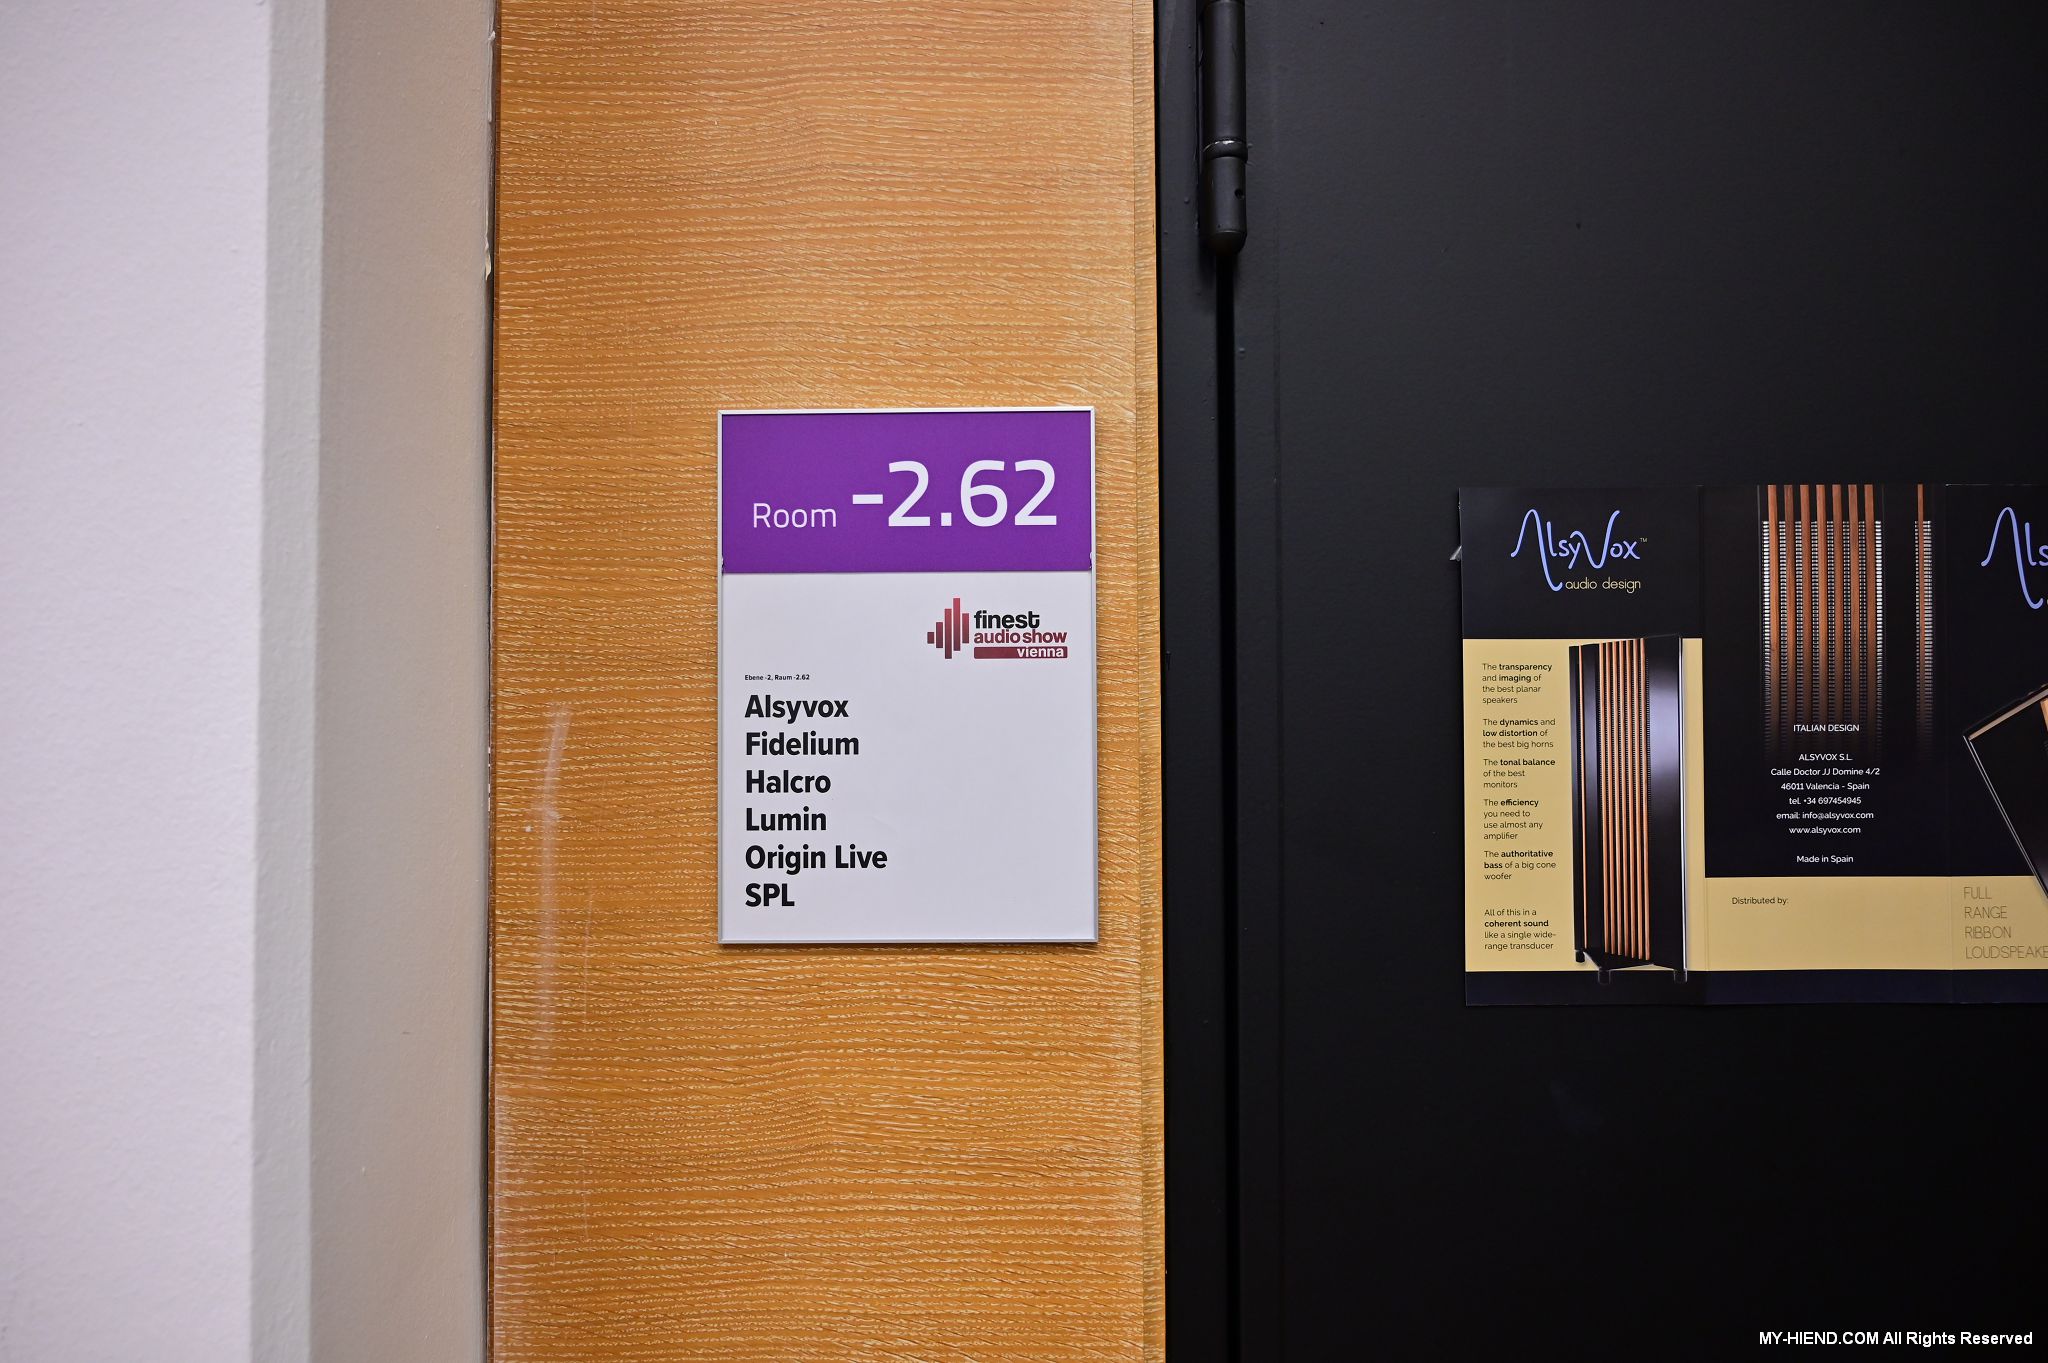 Room -2.62
finest
audio show
vienna
Ebene -2, Raum -2.62
Alsyvox
Fidelium
Halcro
Lumin
Origin Live
SPL
AlsyVox™
audio design
The transparency
and imaging of
the best planar
speakers
The dynamics and
low distortion of
the best big horns
The tonal balance
of the best
monitors
The efficiency
you need to
use almost any
amplifier
The authoritative
bass of a big cone
woofer
All of this in a
coherent sound
like a single wide-
range transducer
ITALIAN DESIGN
ALSYVOX S.L.
Calle Doctor JJ Domine 4/2
46011 Valencia - Spain
tel. +34 697454945
email: info@alsyvox.com
www.alsyvox.com
Made in Spain
Distributed by:
Als
FULL
RANGE
RIBBON
LOUDSPEAKE
MY-HIEND.COM All Rights Reserved